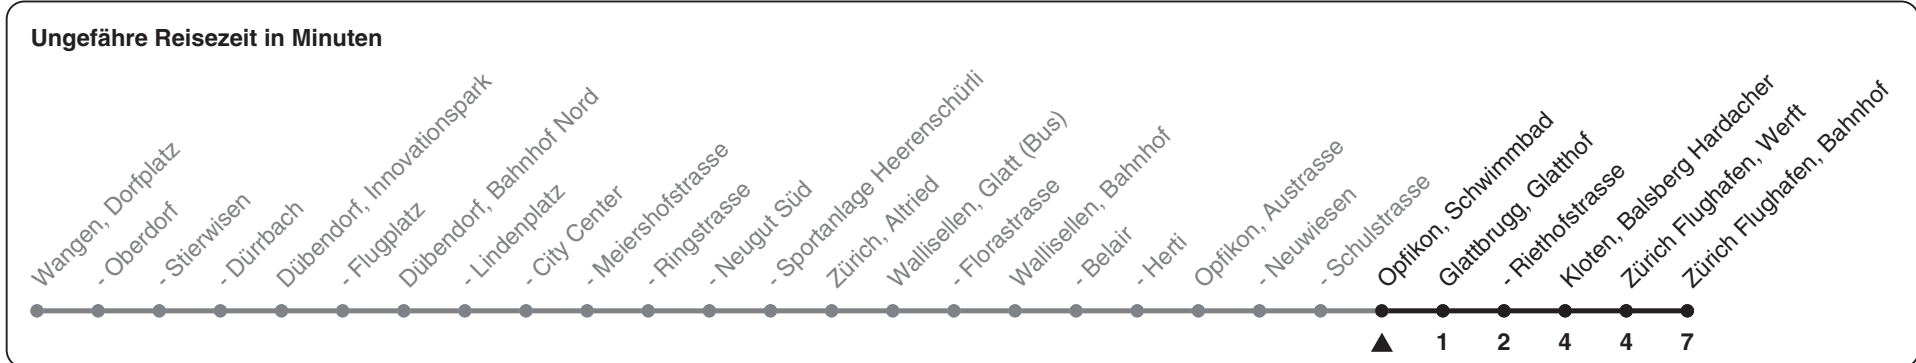 Ungefähre Reisezeit in Minuten
Wangen, Dorfplatz
- Oberdorf
- Stierwisen
- Dürrbach
Dübendorf, Innovationspark
- Flugplatz
Dübendorf, Bahnhof Nord
- Lindenplatz
- City Center
- Meiershofstrasse
- Ringstrasse
- Neugut Süd
- Sportanlage Heerenschürli
Zürich, Altried
Wallisellen, Glatt (Bus)
- Florastrasse
Wallisellen, Bahnhof
- Belair
- Herti
Opfikon, Austrasse
- Neuwiesen
- Schulstrasse
Opfikon, Schwimmbad
Glattbrugg, Glatthof
- Riethofstrasse
Kloten, Balsberg Hardacher
Zürich Flughafen, Werft
Zürich Flughafen, Bahnhof
1 2 4 4 7